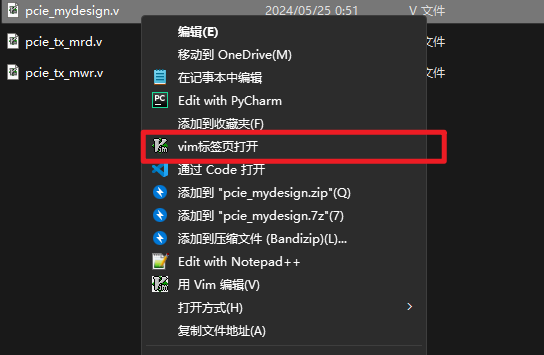 pcie_mydesign.v 2024/05/25 0:51 V 文件
pcie_tx_mrd.v 文件
pcie_tx_mwr.v 文件
编辑(E)
移动到 OneDrive(M)
在记事本中编辑
Edit with PyCharm
添加到收藏夹(F)
vim标签页打开
通过 Code 打开
添加到 "pcie_mydesign.zip"(Q)
添加到 "pcie_mydesign.7z"(7)
添加到压缩文件 (Bandizip)(L)...
Edit with Notepad++
用 Vim 编辑(V)
打开方式(H)
复制文件地址(A)